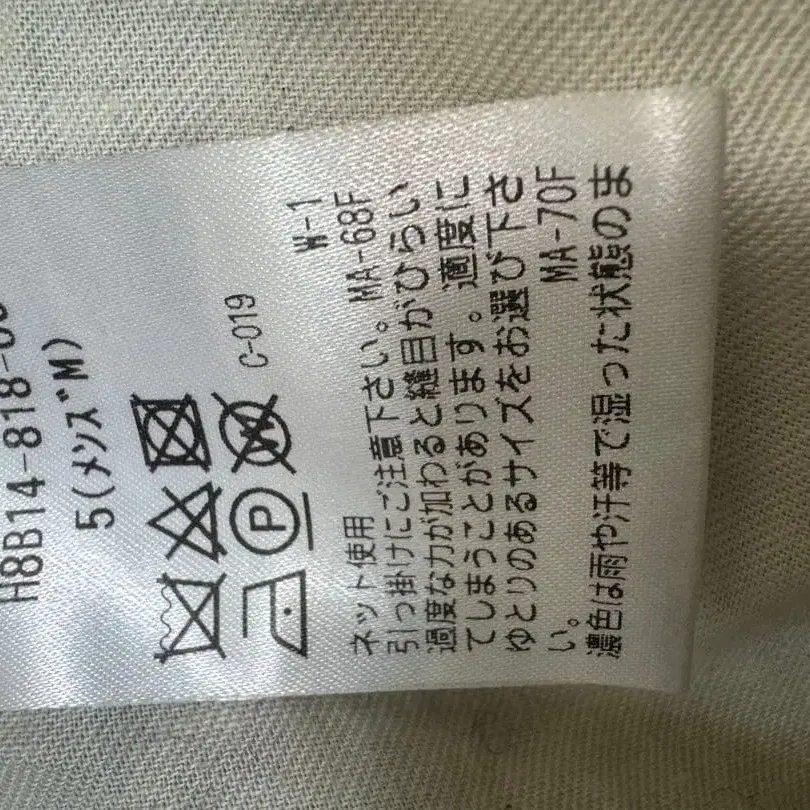 H8B14-818-
5(メンズ M)
W
P C-019
ネット使用 W-1
引っ掛けにご注意下さい。 MA-68F
過度な力が加わると縫目がひらい
てしまうことがあります。適度に
ゆとりのあるサイズをお選び下さ
い。 MA-70F
濃色は雨や汗等で湿った状態のま